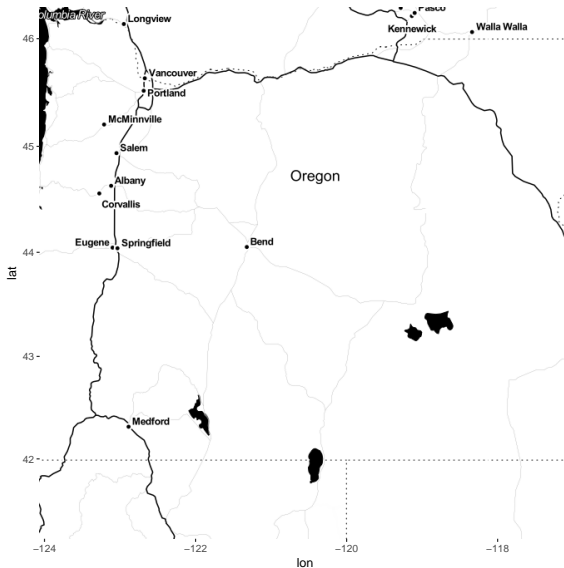 Columbia River
Longview
Pasco
Kennewick
Walla Walla
Vancouver
Portland
McMinnville
Salem
Albany
Corvallis
Oregon
Eugene
Springfield
Bend
Medford
46
45
44
43
42
lat
−124
−122
−120
−118
lon